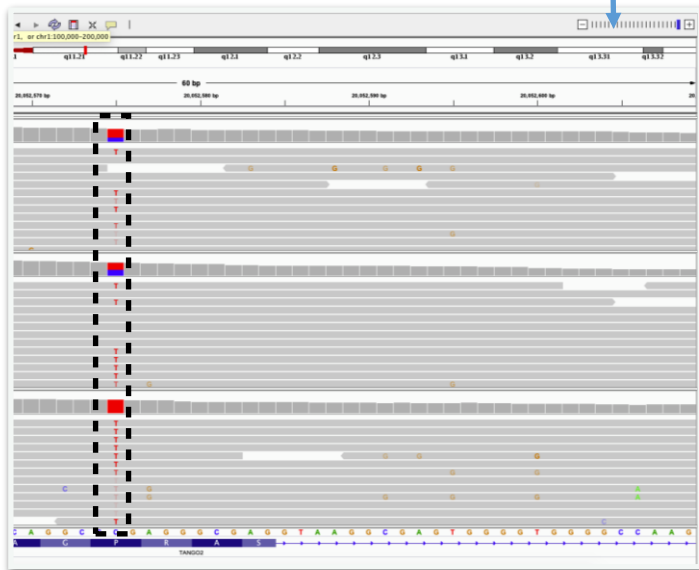 r1, or chr1:100,000-200,000
q11.21 q11.22 q11.23 q12.1 q12.2 q12.3 q13.1 q13.2 q13.31 q13.32
60 bp
20,052,570 bp 20,052,580 bp 20,052,590 bp 20,052,600 bp 20
T
G G G G G
G
T
T
T
T
G
T
T
T
T
T
T
T G G
T
T
T
T
T G G G
T G G
C T G A
T G G G G A
T C
C A G G C C G A G G G C G A G G T A A G G C G A G T G G G G T G G G G C C A A G
A G P R A S
TANGO2